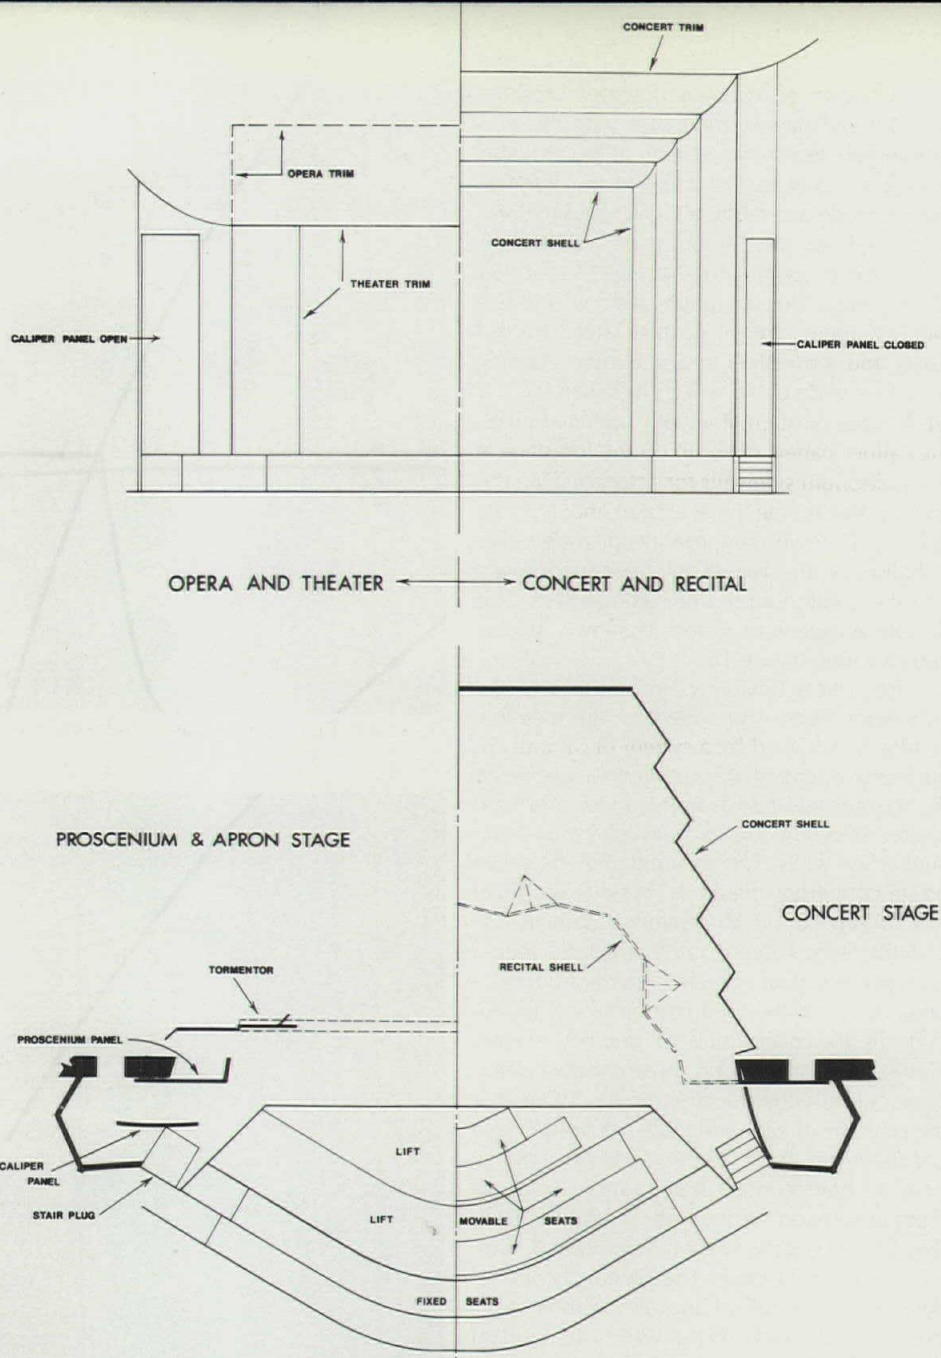 CONCERT TRIM
OPERA TRIM
CONCERT SHELL
THEATER TRIM
CALIPER PANEL OPEN
CALIPER PANEL CLOSED
OPERA AND THEATER
CONCERT AND RECITAL
PROSCENIUM & APRON STAGE
CONCERT SHELL
CONCERT STAGE
RECITAL SHELL
TORMENTOR
PROSCENIUM PANEL
LIFT
CALIPER
PANEL
STAIR PLUG
LIFT
MOVABLE SEATS
FIXED SEATS